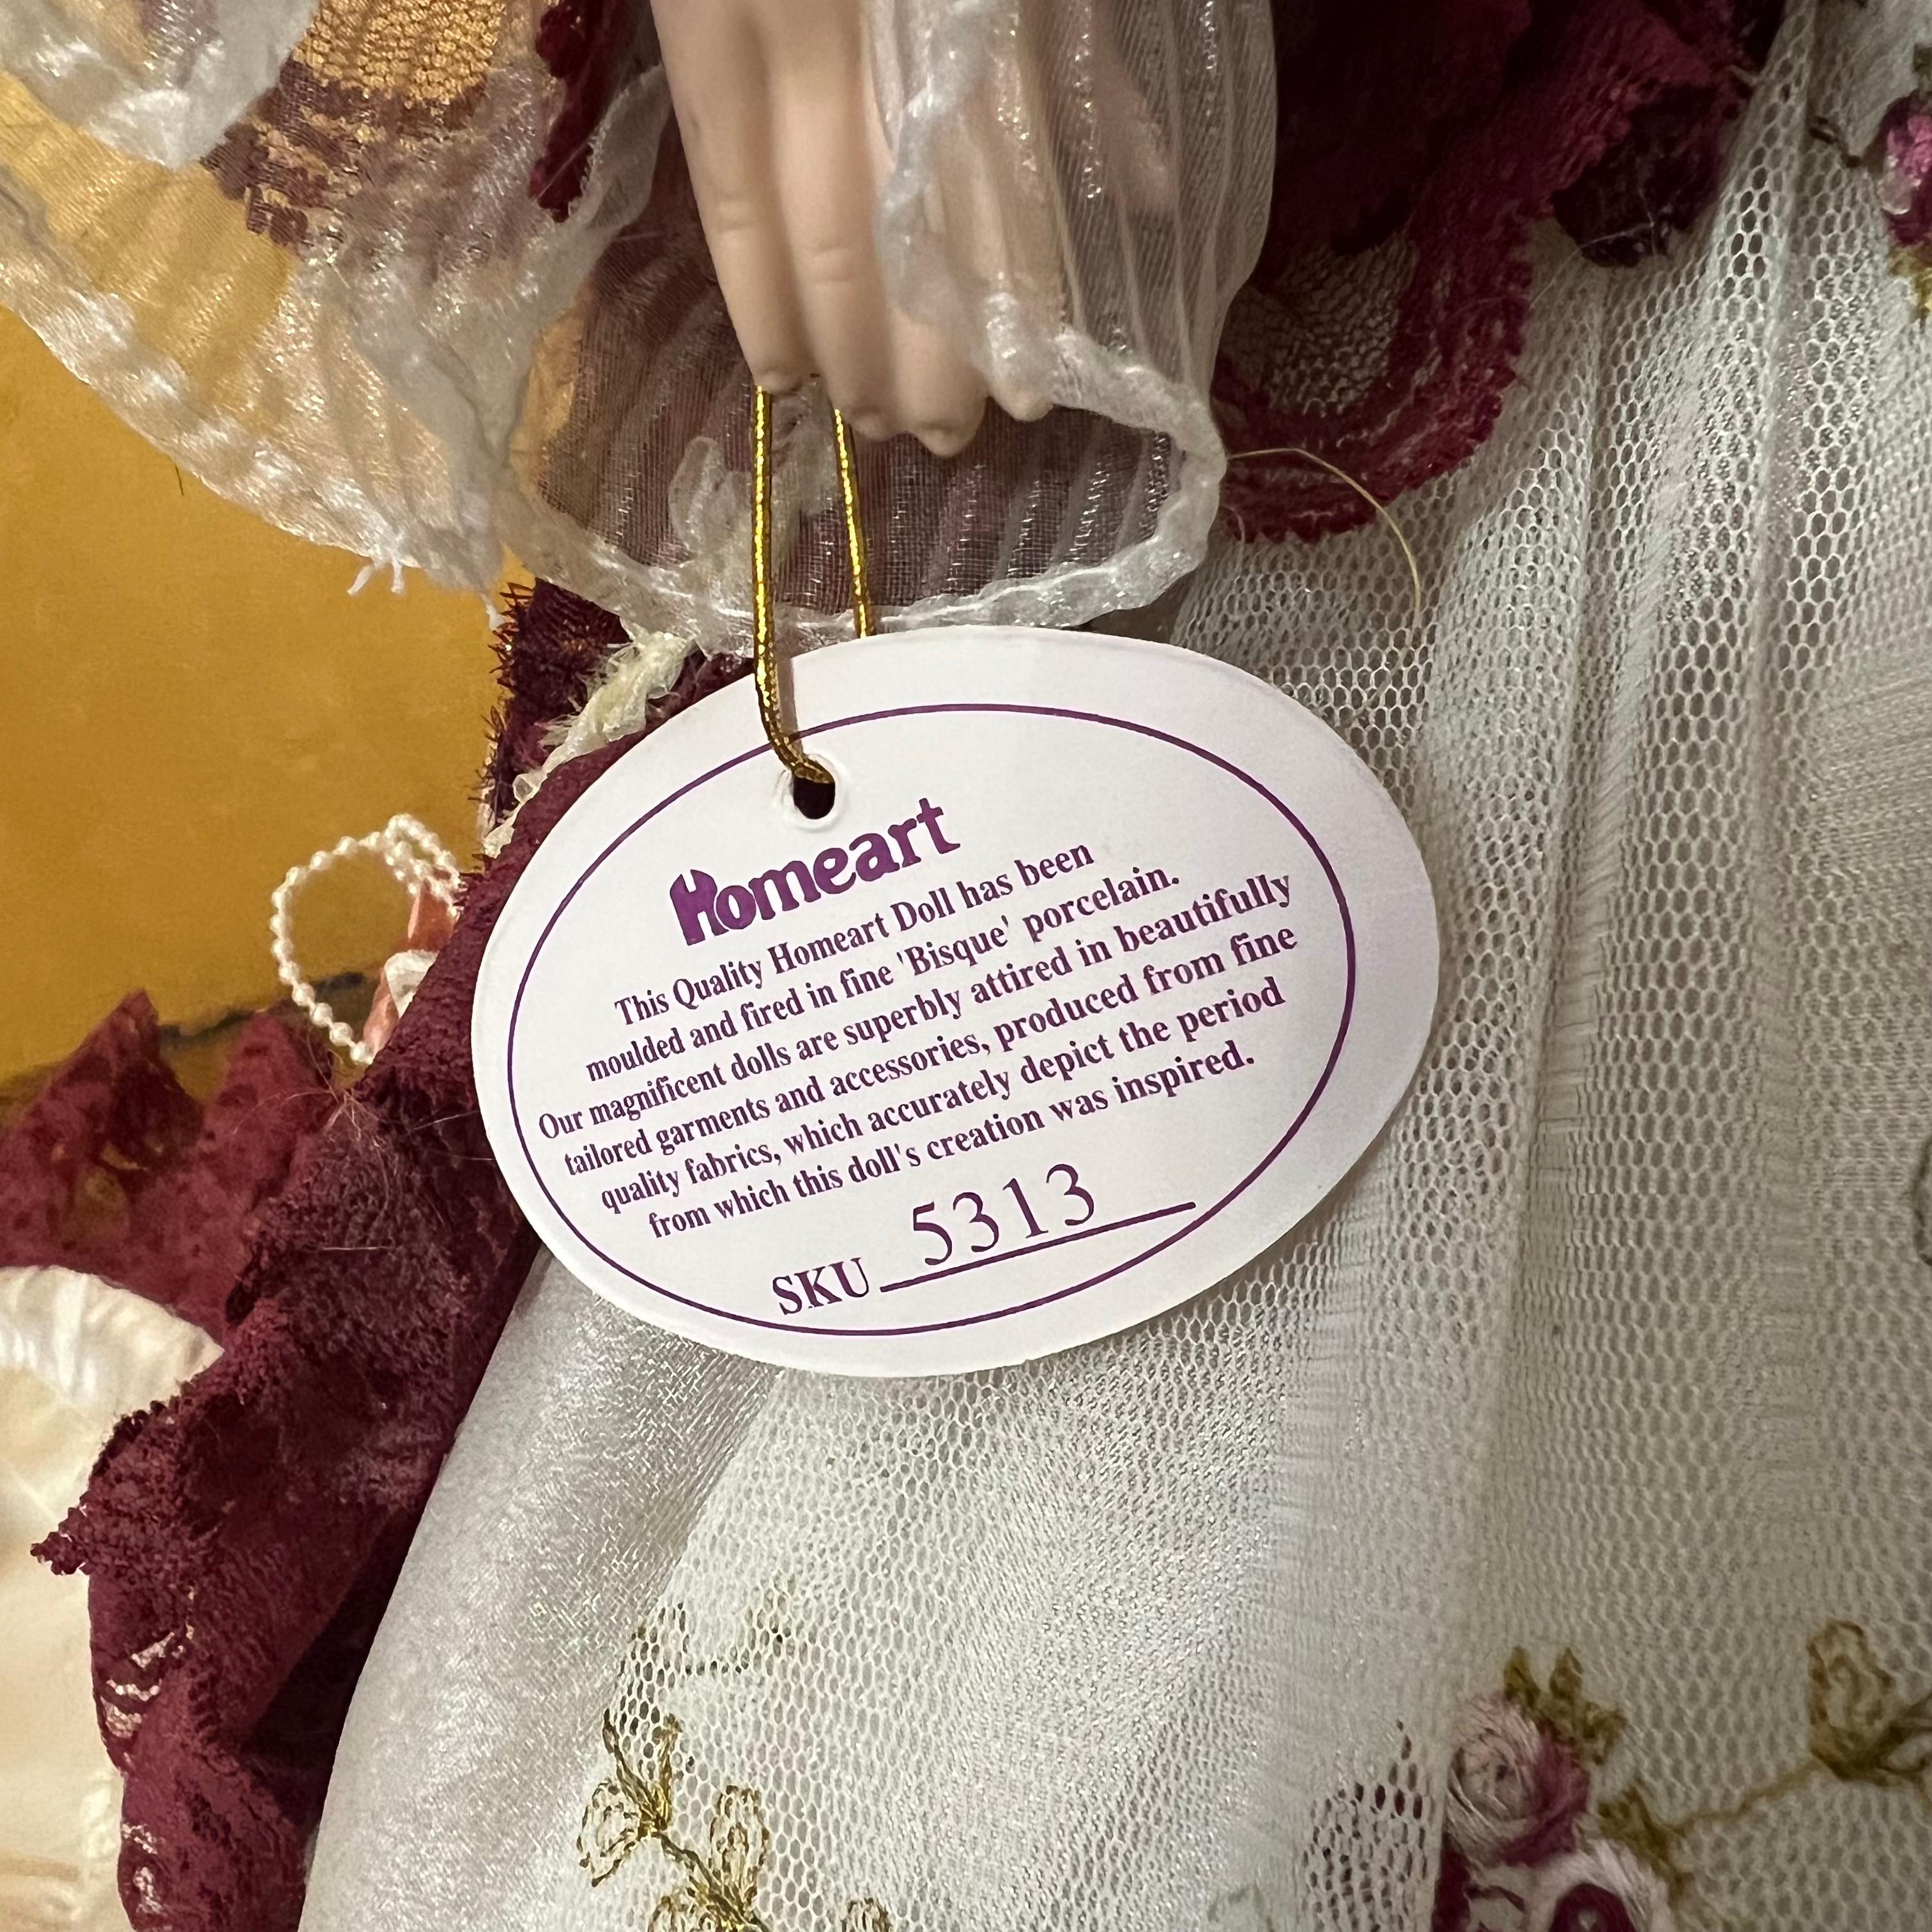 Homeart
This Quality Homeart Doll has been
moulded and fired in fine 'Bisque' porcelain.
Our magnificent dolls are superbly attired in beautifully
tailored garments and accessories, produced from fine
quality fabrics, which accurately depict the period
from which this doll's creation was inspired.
SKU 5313